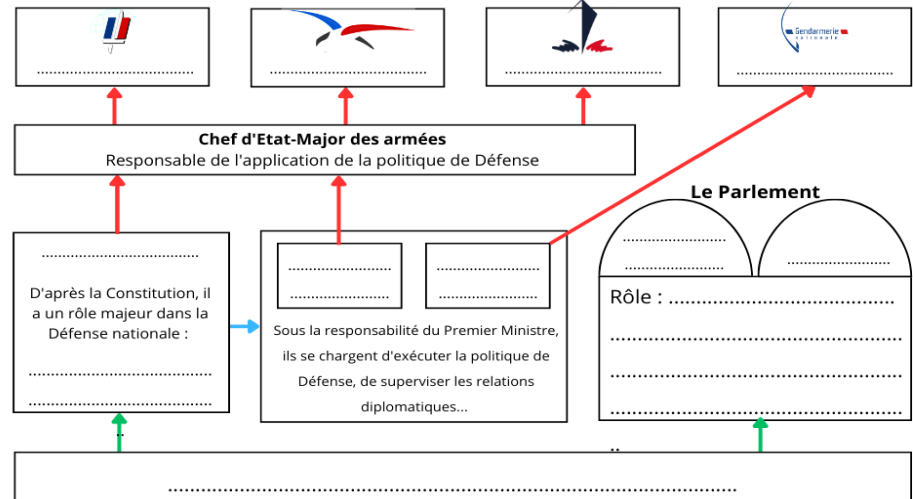 Gendarmerie
nationale
Chef d'Etat-Major des armées
Responsable de l'application de la politique de Défense
Le Parlement
D'après la Constitution, il
a un rôle majeur dans la
Défense nationale :
Sous la responsabilité du Premier Ministre,
ils se chargent d'exécuter la politique de
Défense, de superviser les relations
diplomatiques...
Rôle :